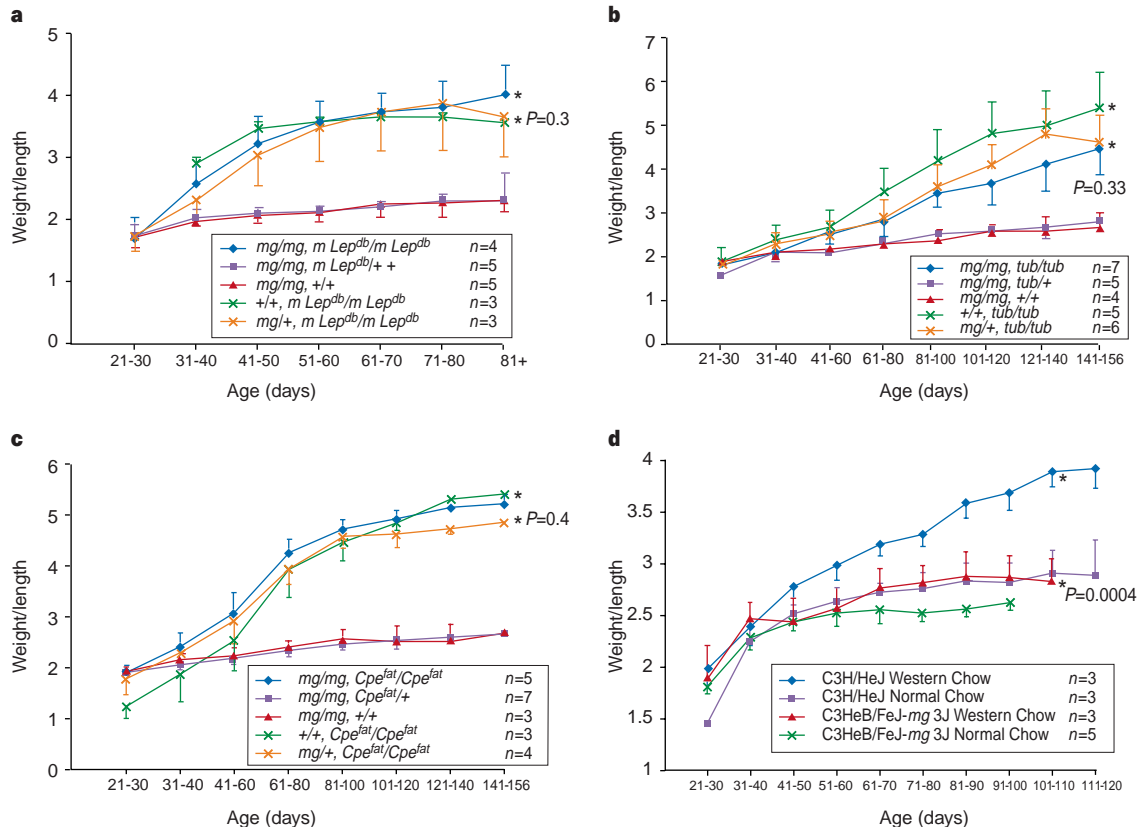 a
Weight/length
5
4
3
2
1
0
* P=0.3
*
mg/mg, m Lepdb/m Lepdb n=4
mg/mg, m Lepdb/+ + n=5
mg/mg, +/+ n=5
+/+, m Lepdb/m Lepdb n=3
mg/+, m Lepdb/m Lepdb n=3
21-30 31-40 41-50 51-60 61-70 71-80 81+
Age (days)
b
Weight/length
7
6
5
4
3
2
1
0
*
*
P=0.33
mg/mg, tub/tub n=7
mg/mg, tub/+ n=5
mg/mg, +/+ n=4
+/+, tub/tub n=5
mg/+, tub/tub n=6
21-30 31-40 41-60 61-80 81-100 101-120 121-140 141-156
Age (days)
c
Weight/length
6
5
4
3
2
1
0
*
* P=0.4
mg/mg, Cpefat/Cpefat n=5
mg/mg, Cpefat/+ n=7
mg/mg, +/+ n=3
+/+, Cpefat/Cpefat n=3
mg/+, Cpefat/Cpefat n=4
21-30 31-40 41-60 61-80 81-100 101-120 121-140 141-156
Age (days)
d
Weight/length
4
3.5
3
2.5
2
1.5
1
*
* P=0.0004
C3H/HeJ Western Chow n=3
C3H/HeJ Normal Chow n=3
C3HeB/FeJ-mg 3J Western Chow n=3
C3HeB/FeJ-mg 3J Normal Chow n=5
21-30 31-40 41-50 51-60 61-70 71-80 81-90 91-100 101-110 111-120
Age (days)